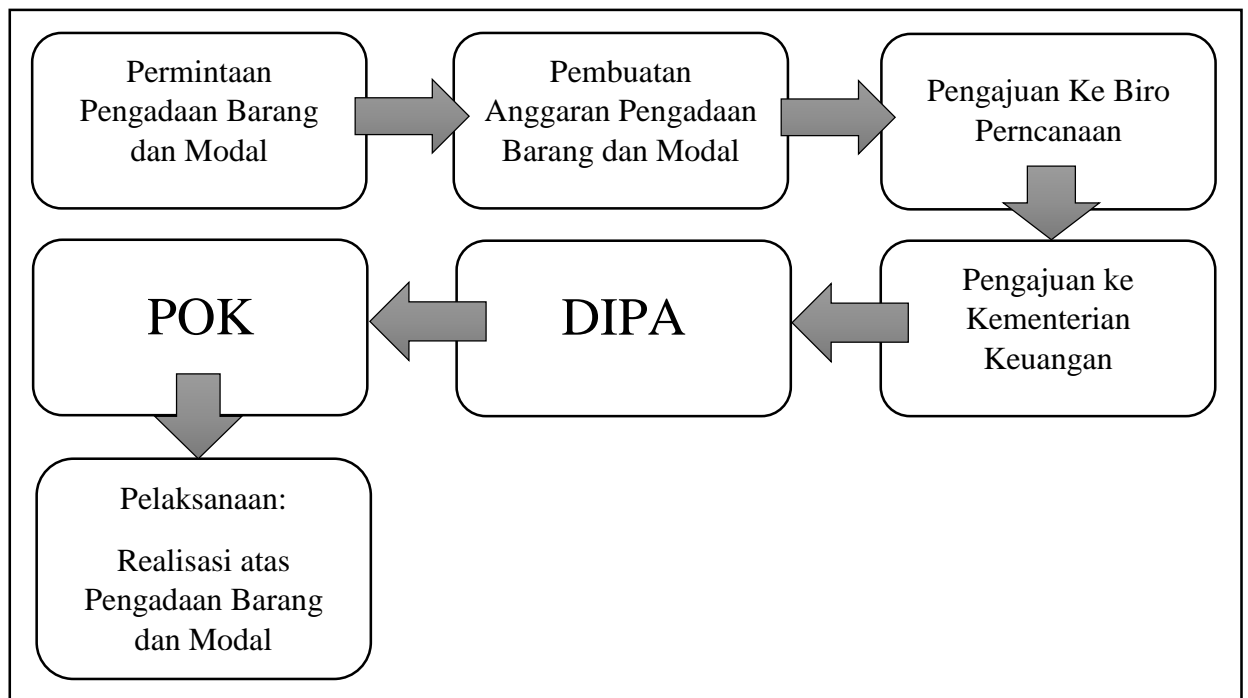 Permintaan
Pengadaan Barang
dan Modal
Pembuatan
Anggaran Pengadaan
Barang dan Modal
Pengajuan Ke Biro
Perncanaan
Pengajuan ke
Kementerian
Keuangan
DIPA
POK
Pelaksanaan:
Realisasi atas
Pengadaan Barang
dan Modal